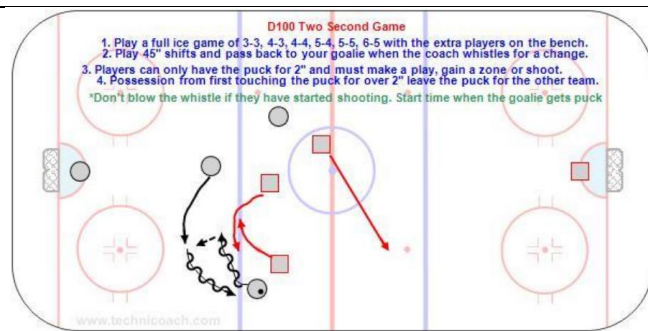 D100 Two Second Game
1. Play a full ice game of 3-3, 4-3, 4-4, 5-4, 5-5, 6-5 with the extra players on the bench.
2. Play 45" shifts and pass back to your goalie when the coach whistles for a change.
3. Players can only have the puck for 2" and must make a play, gain a zone or shoot.
4. Possession from first touching the puck for over 2" leave the puck for the other team.
*Don't blow the whistle if they have started shooting. Start time when the goalie gets puck
www.technicoach.com